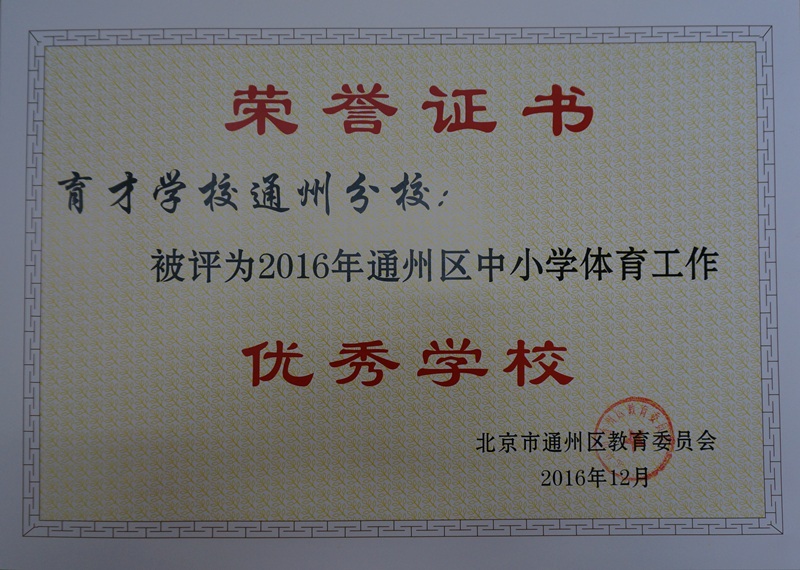 荣誉证书
育才学校通州分校：
被评为2016年通州区中小学体育工作
优秀学校
北京市通州区教育委员会
2016年12月